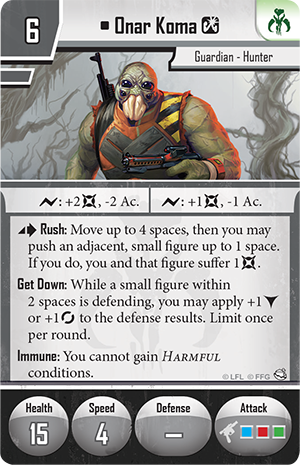 6
Onar Koma
Guardian - Hunter
: +2, -2 Ac.
: +1, -1 Ac.
Rush: Move up to 4 spaces, then you may
push an adjacent, small figure up to 1 space.
If you do, you and that figure suffer 1.
Get Down: While a small figure within
2 spaces is defending, you may apply +1
or +1 to the defense results. Limit once
per round.
Immune: You cannot gain HARMFUL
conditions.
© LFL © FFG
Health
Speed
Defense
Attack
15
4
–